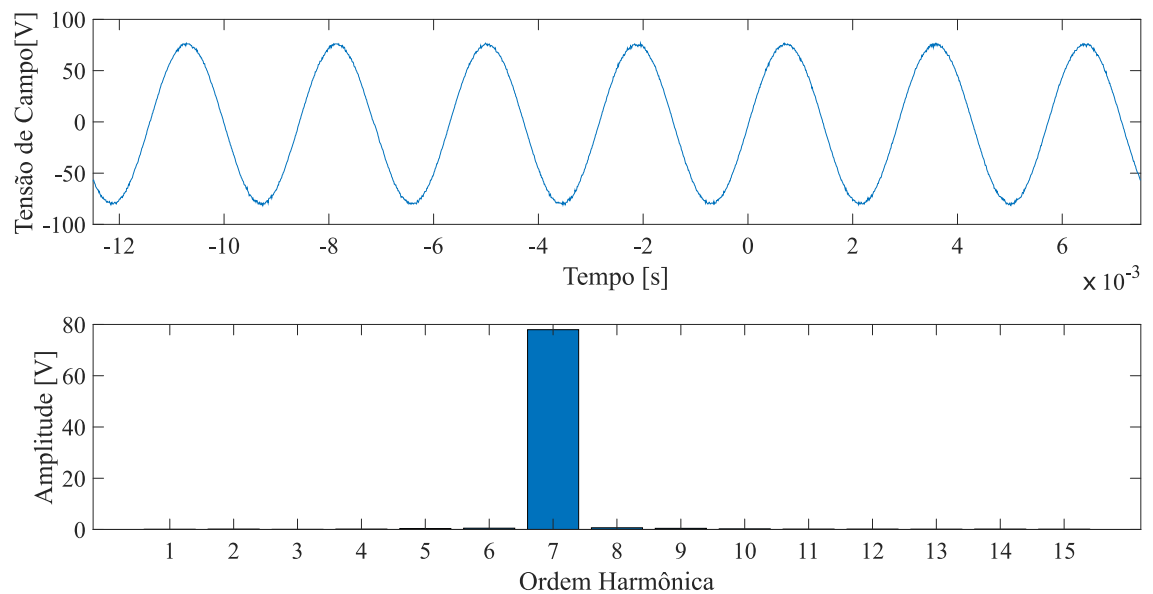 Tensão de Campo[V]
100
50
0
-50
-100
-12 -10 -8 -6 -4 -2 0 2 4 6
Tempo [s]
× 10-3
Amplitude [V]
80
60
40
20
0
1 2 3 4 5 6 7 8 9 10 11 12 13 14 15
Ordem Harmônica